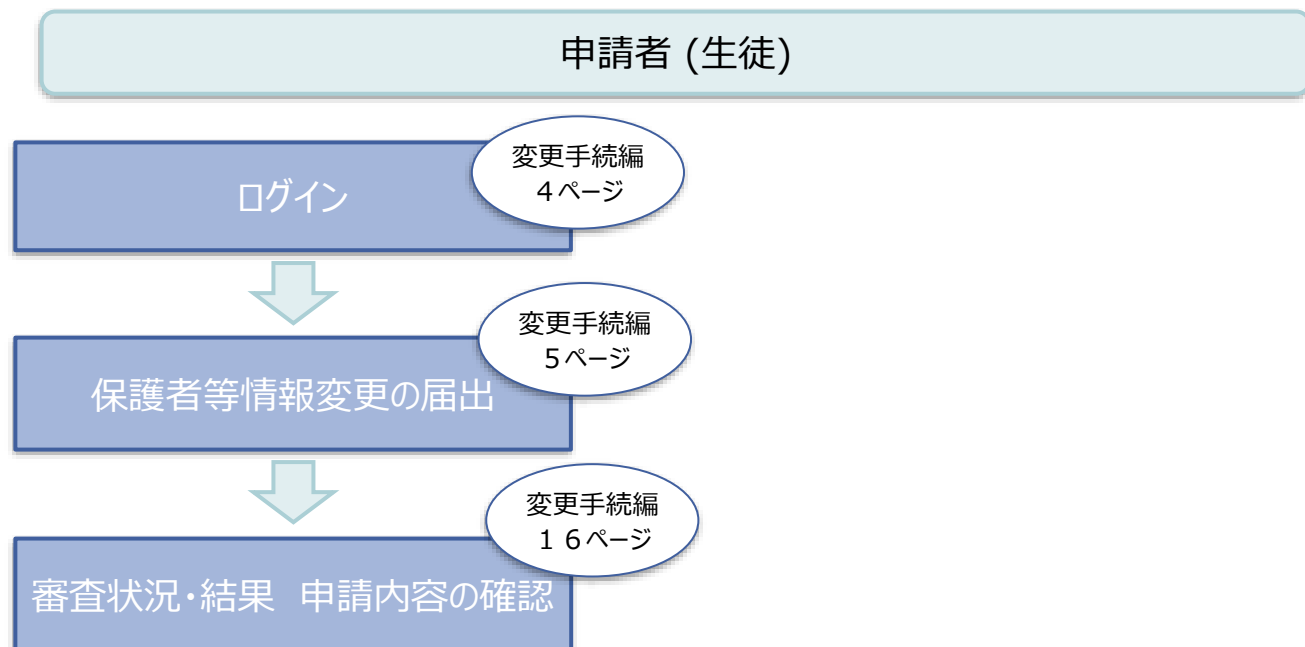 申請者 (生徒)
変更手続編
４ページ
ログイン
変更手続編
５ページ
保護者等情報変更の届出
変更手続編
１６ページ
審査状況・結果　申請内容の確認